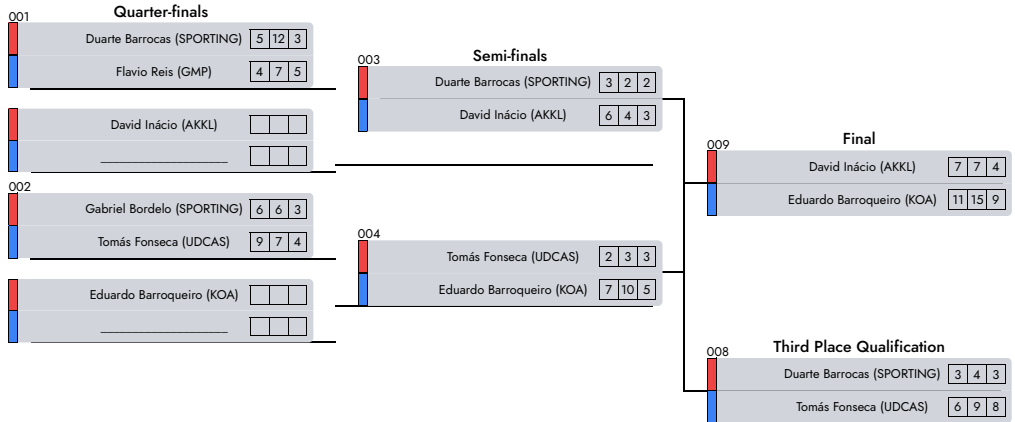 Quarter-finals
001
Duarte Barrocas (SPORTING) 5 12 3
Flavio Reis (GMP) 4 7 5
David Inácio (AKKL)
____________________
002
Gabriel Bordelo (SPORTING) 6 6 3
Tomás Fonseca (UDCAS) 9 7 4
Eduardo Barroqueiro (KOA)
____________________
Semi-finals
003
Duarte Barrocas (SPORTING) 3 2 2
David Inácio (AKKL) 6 4 3
004
Tomás Fonseca (UDCAS) 2 3 3
Eduardo Barroqueiro (KOA) 7 10 5
Final
009
David Inácio (AKKL) 7 7 4
Eduardo Barroqueiro (KOA) 11 15 9
Third Place Qualification
008
Duarte Barrocas (SPORTING) 3 4 3
Tomás Fonseca (UDCAS) 6 9 8